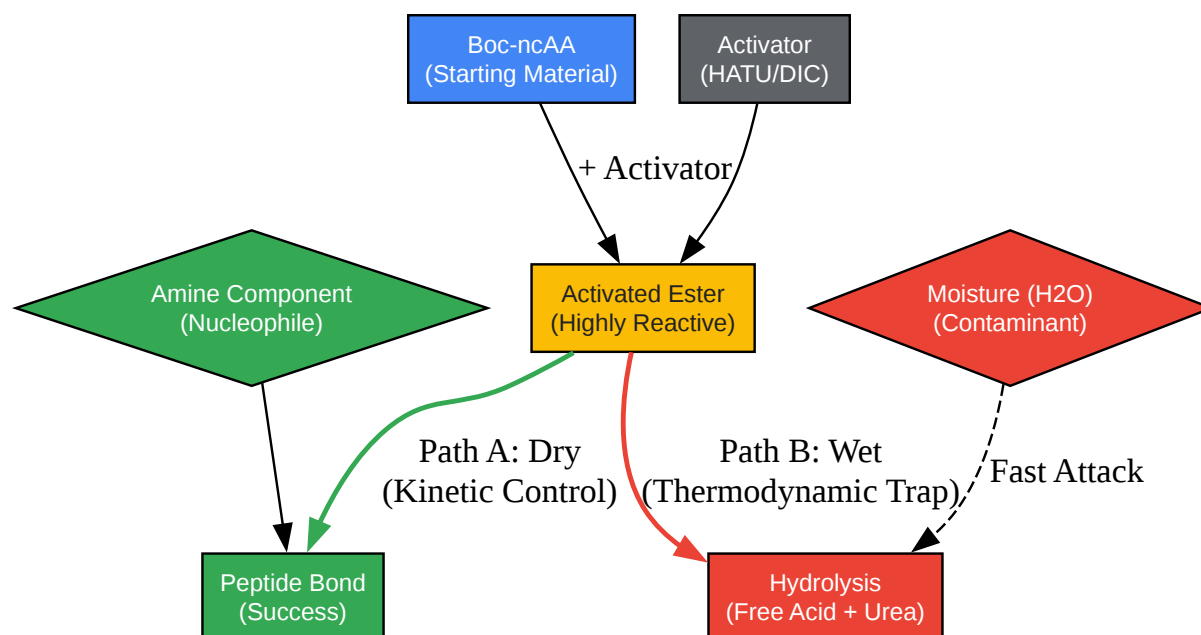 Boc-ncAA
(Starting Material)
Activator
(HATU/DIC)
+ Activator
Amine Component
(Nucleophile)
Activated Ester
(Highly Reactive)
Moisture (H2O)
(Contaminant)
Path A: Dry
(Kinetic Control)
Path B: Wet
(Thermodynamic Trap)
Fast Attack
Peptide Bond
(Success)
Hydrolysis
(Free Acid + Urea)